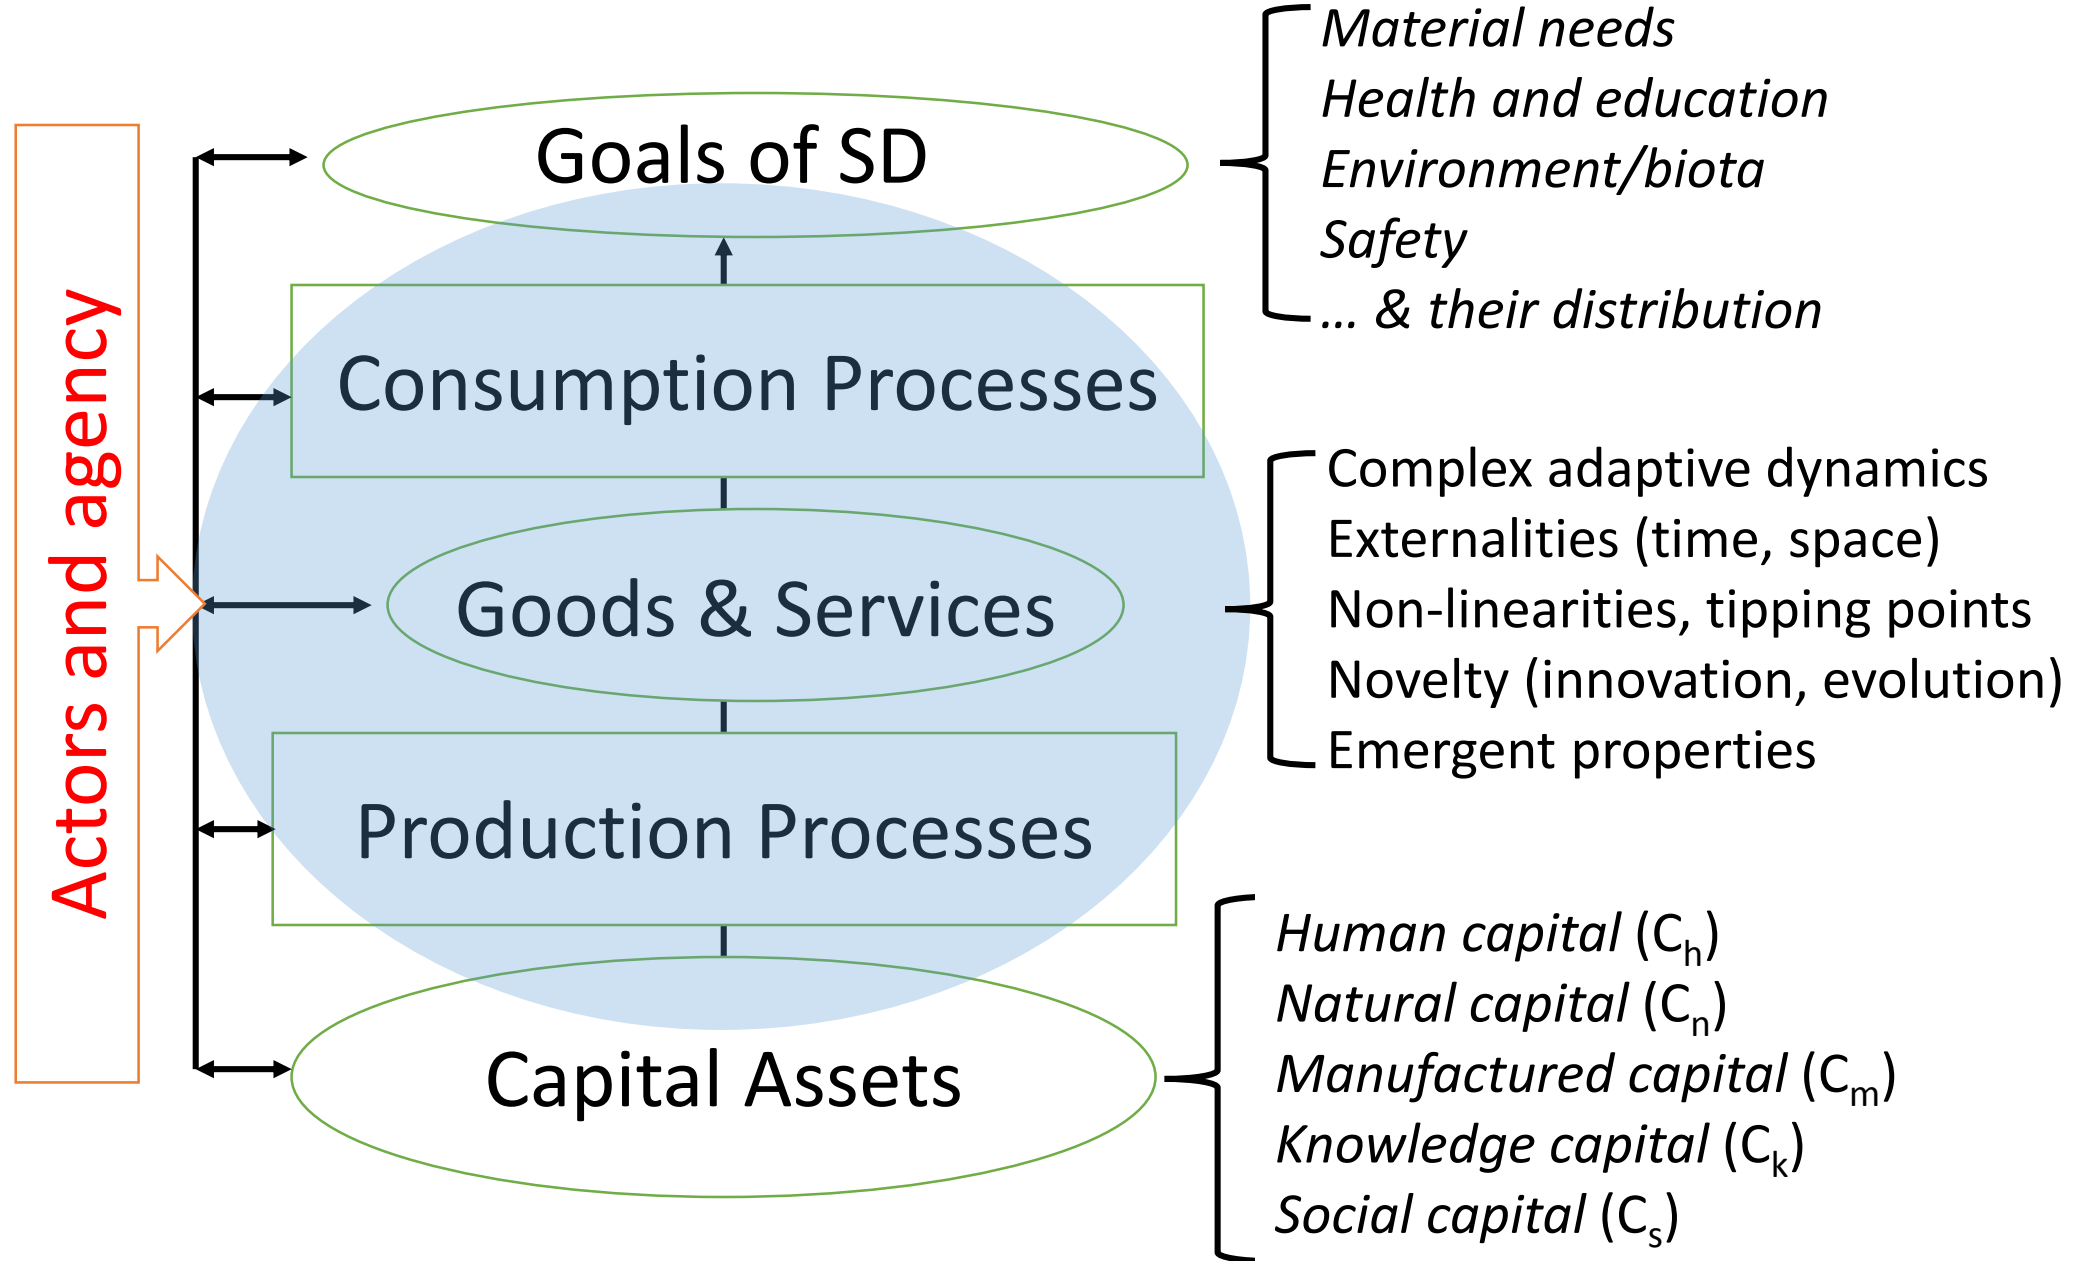 Actors and agency
Goals of SD
Consumption Processes
Goods & Services
Production Processes
Capital Assets
Material needs
Health and education
Environment/biota
Safety
... & their distribution
Complex adaptive dynamics
Externalities (time, space)
Non-linearities, tipping points
Novelty (innovation, evolution)
Emergent properties
Human capital (Cₕ)
Natural capital (Cₙ)
Manufactured capital (Cₘ)
Knowledge capital (Cₖ)
Social capital (Cₛ)